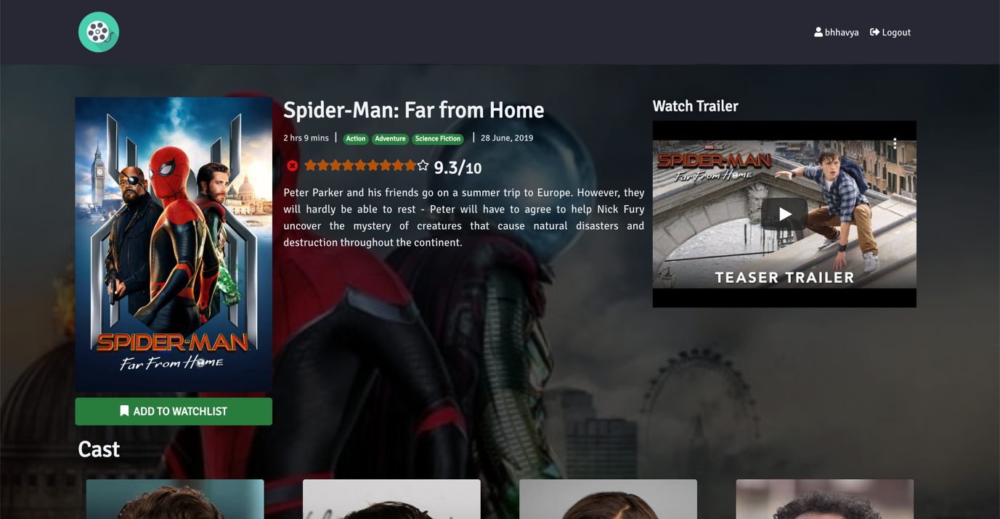 bhhavya
Logout
Spider-Man: Far from Home
2 hrs 9 mins | Action Adventure Science Fiction | 28 June, 2019
9.3/10
Peter Parker and his friends go on a summer trip to Europe. However, they
will hardly be able to rest - Peter will have to agree to help Nick Fury
uncover the mystery of creatures that cause natural disasters and
destruction throughout the continent.
SPIDER-MAN
Far From Home
ADD TO WATCHLIST
Watch Trailer
MARVEL STUDIOS
SPIDER-MAN
Far From Home
TEASER TRAILER
Cast